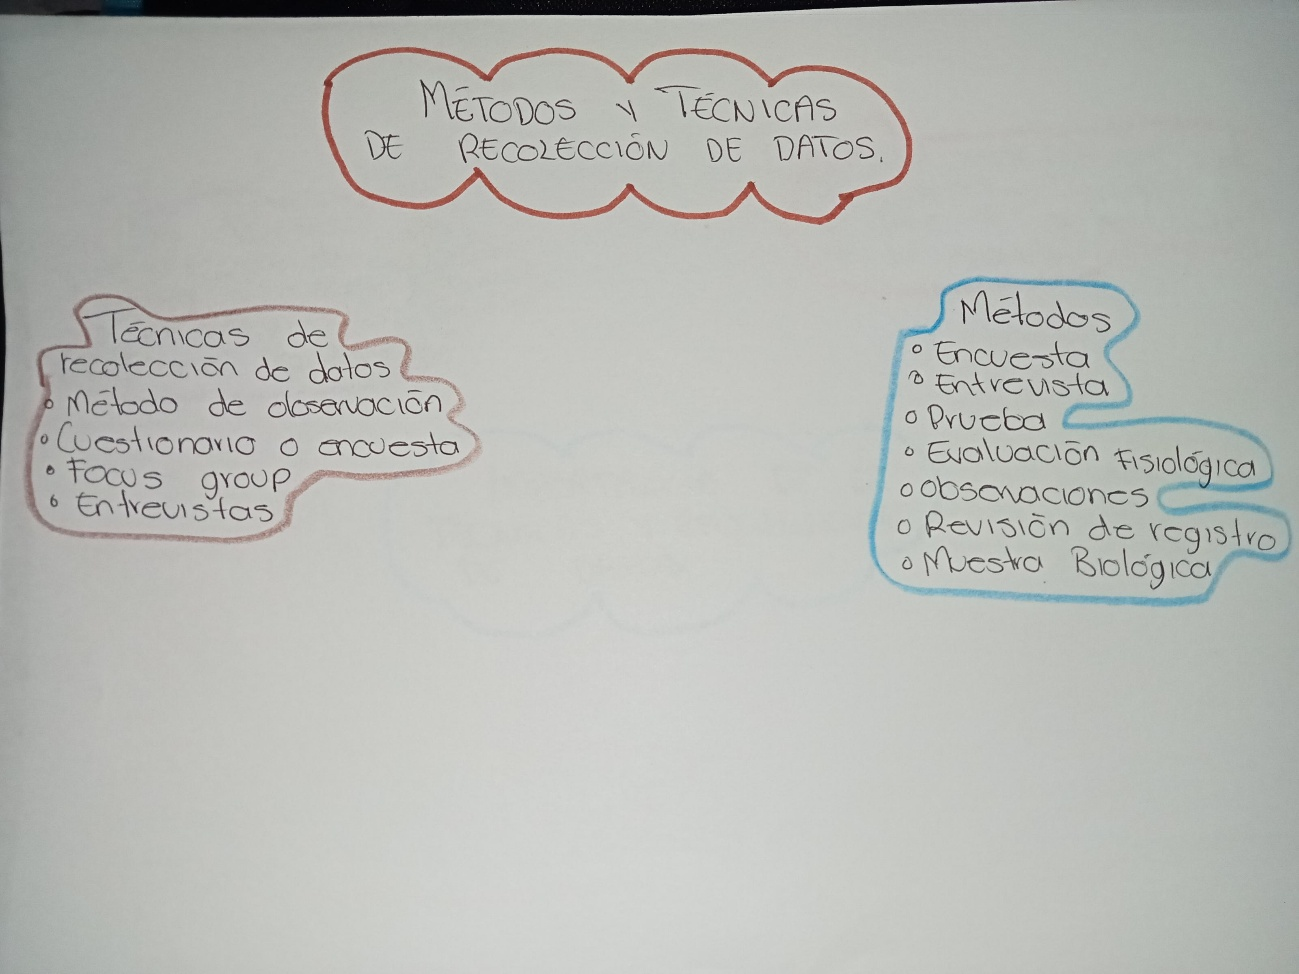 MÉTODOS Y TÉCNICAS
DE RECOLECCIÓN DE DATOS.
Técnicas de
recolección de datos
° Método de observación
° Cuestionario o encuesta
° Focus group
° Entrevistas
Métodos
° Encuesta
° Entrevista
° Prueba
° Evaluación Fisiológica
° Observaciones
° Revisión de registro
° Muestra Biológica